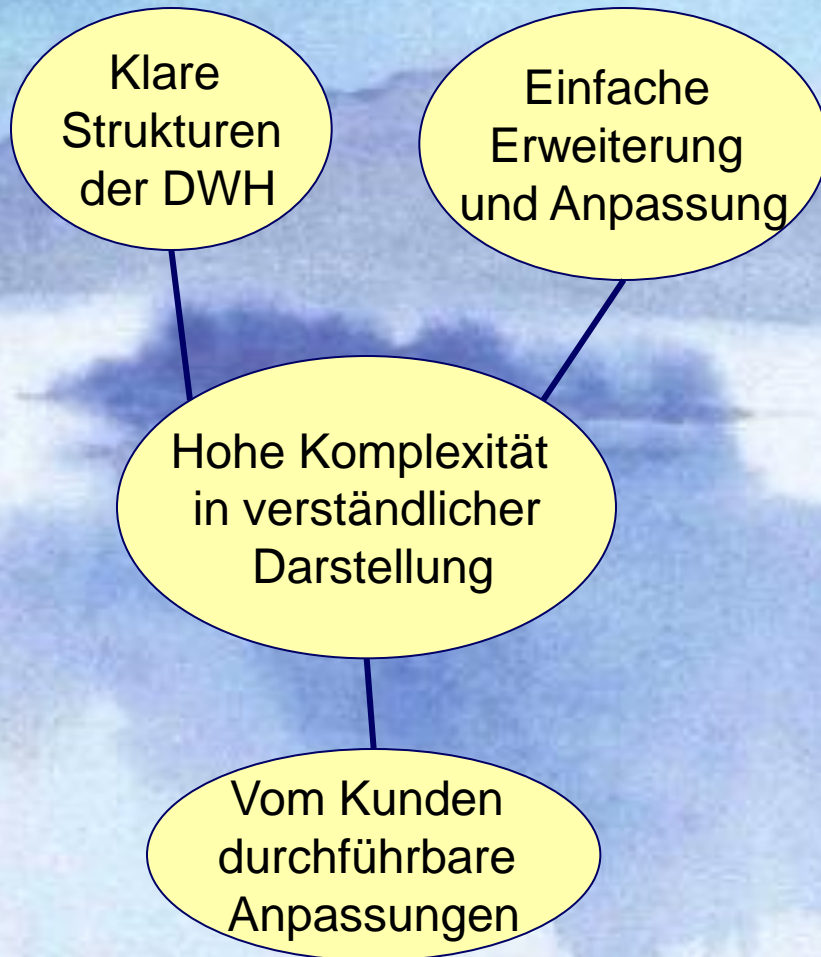 Klare
Strukturen
der DWH
Einfache
Erweiterung
und Anpassung
Hohe Komplexität
in verständlicher
Darstellung
Vom Kunden
durchführbare
Anpassungen